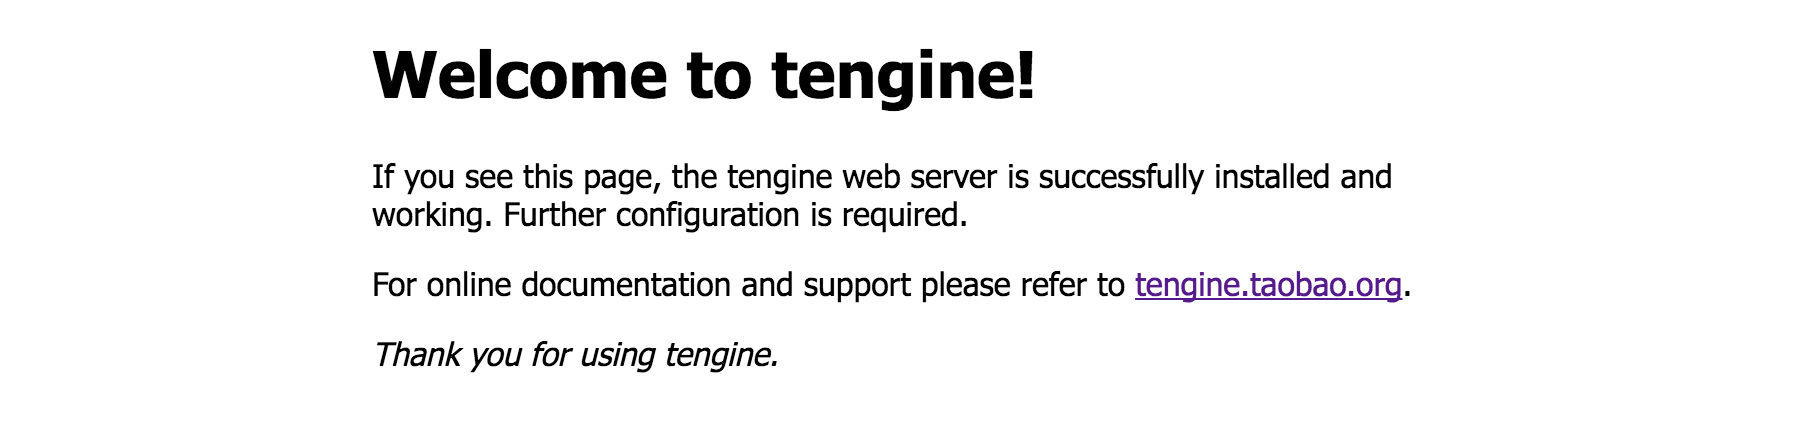 Welcome to tengine!
If you see this page, the tengine web server is successfully installed and
working. Further configuration is required.
For online documentation and support please refer to tengine.taobao.org.
Thank you for using tengine.